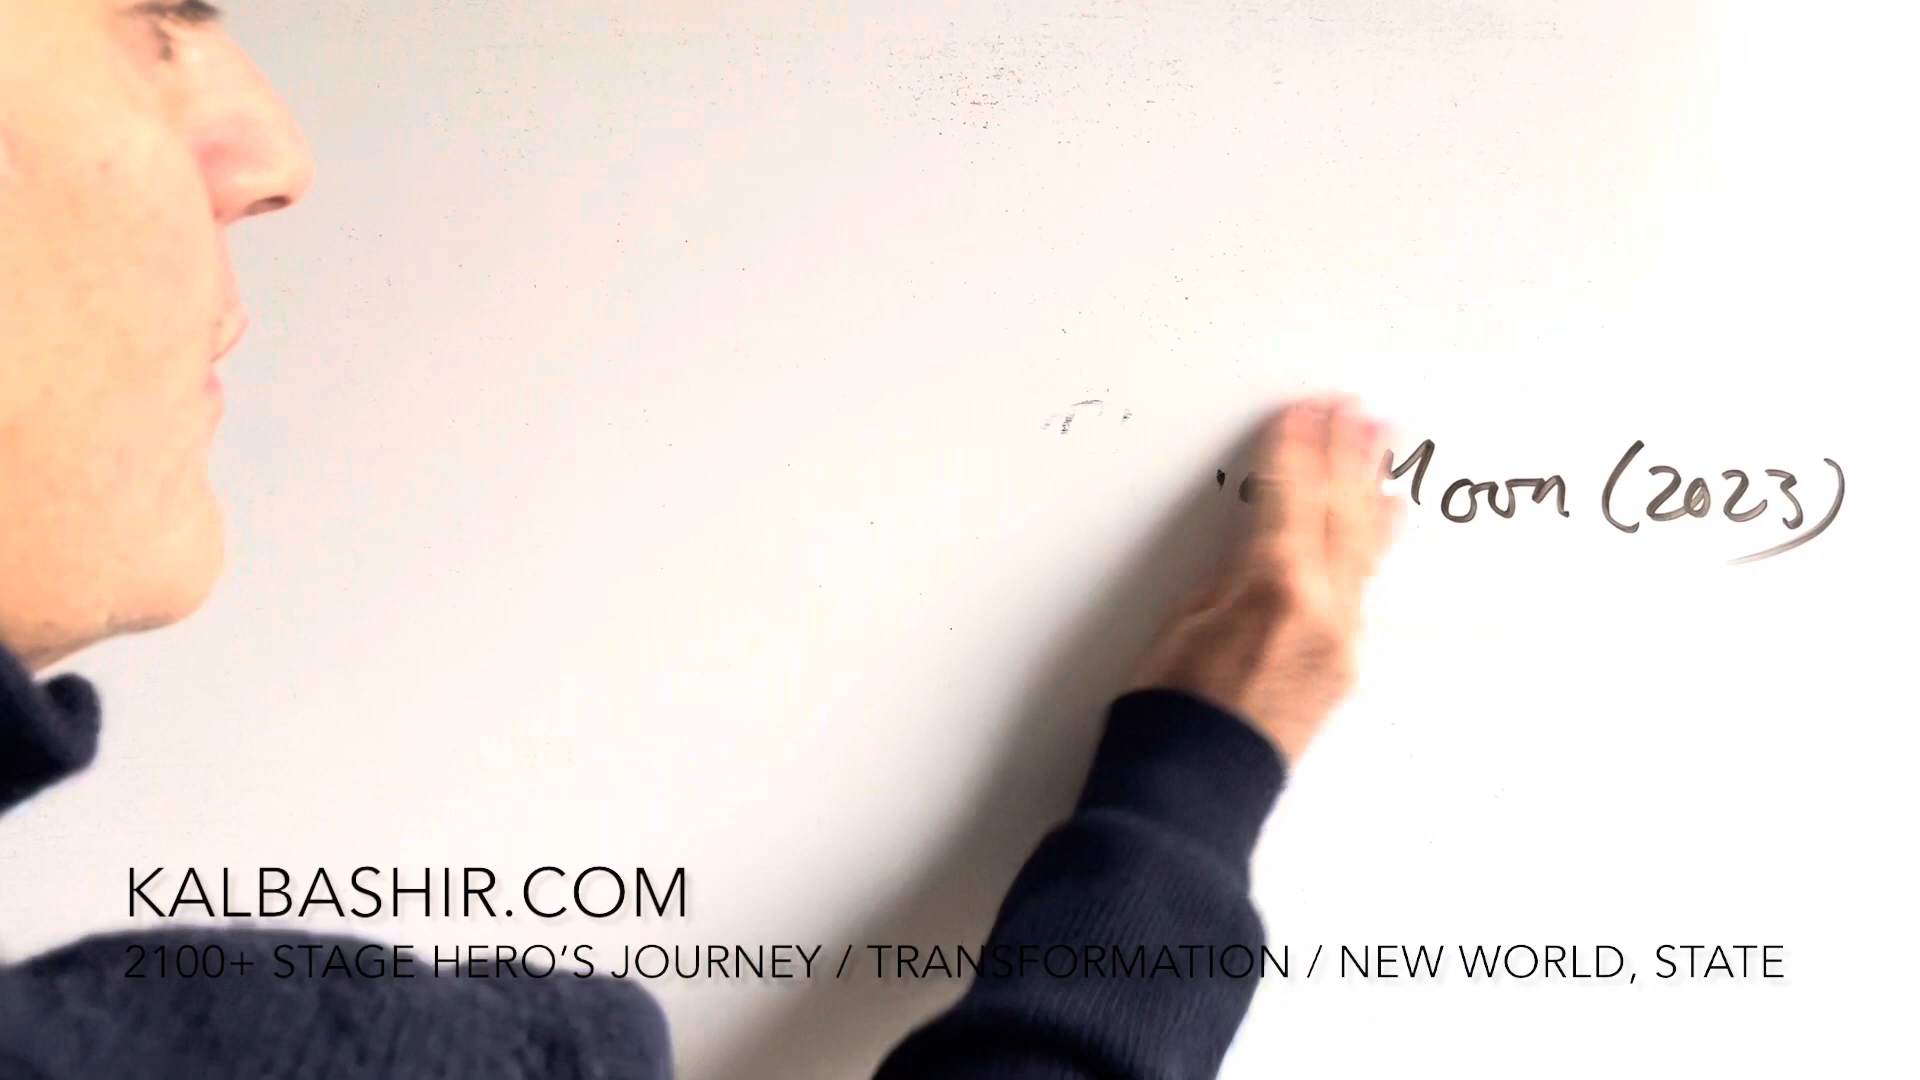 Moon (2023)
KALBASHIR.COM
2100+ STAGE HERO'S JOURNEY / TRANSFORMATION / NEW WORLD, STATE